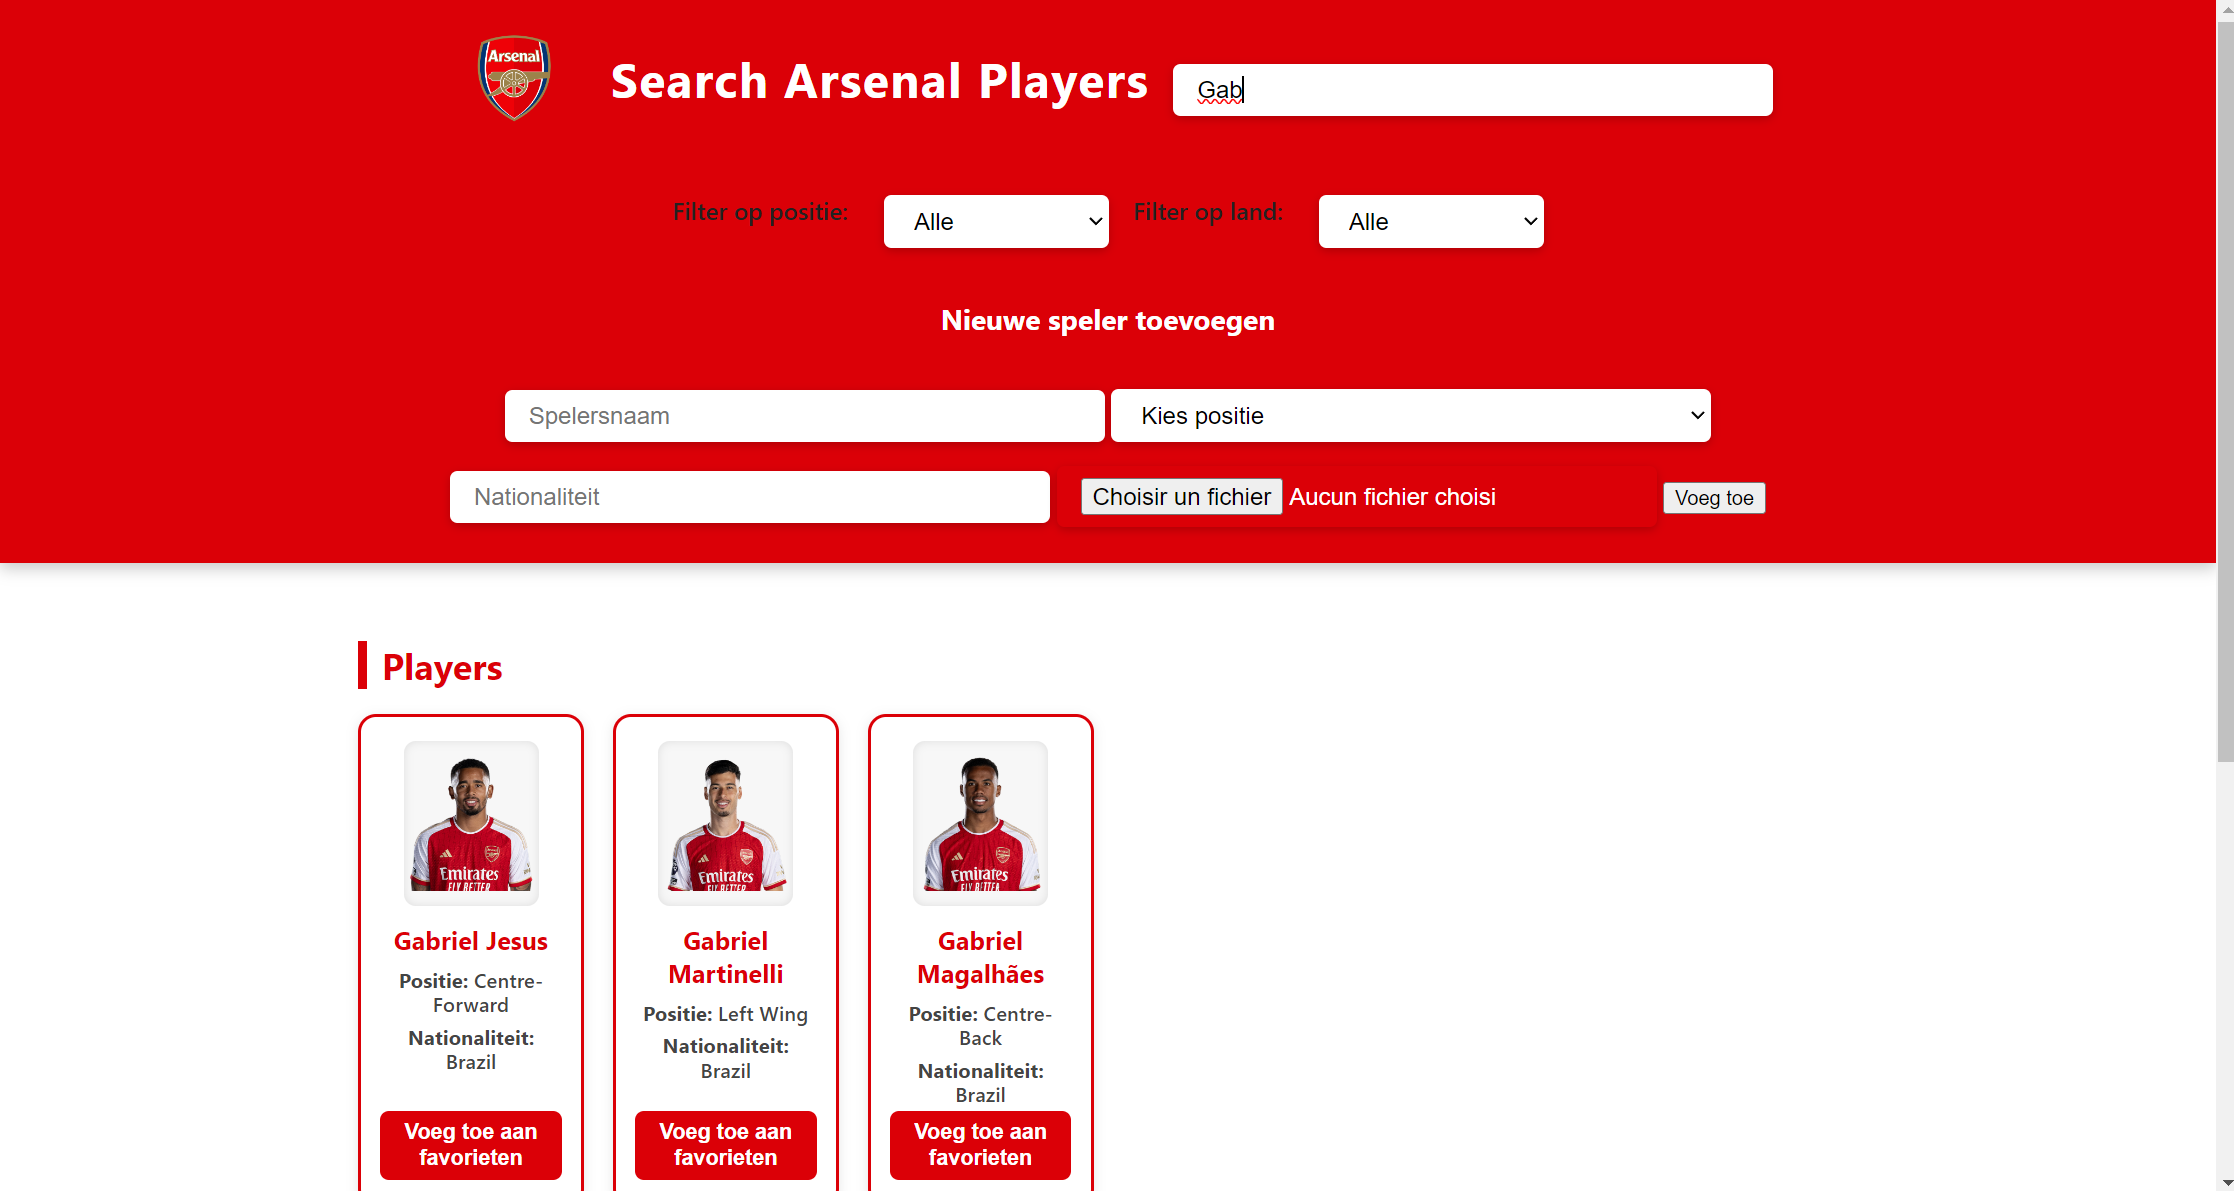 Arsenal
Search Arsenal Players
Gab
Filter op positie:
Alle
Filter op land:
Alle
Nieuwe speler toevoegen
Spelersnaam
Kies positie
Nationaliteit
Choisir un fichier
Aucun fichier choisi
Voeg toe
Players
Emirates
FLY BETTER
Gabriel Jesus
Positie: Centre-
Forward
Nationaliteit:
Brazil
Voeg toe aan
favorieten
Emirates
FLY BETTER
Gabriel
Martinelli
Positie: Left Wing
Nationaliteit:
Brazil
Voeg toe aan
favorieten
Emirates
FLY BETTER
Gabriel
Magalhães
Positie: Centre-
Back
Nationaliteit:
Brazil
Voeg toe aan
favorieten